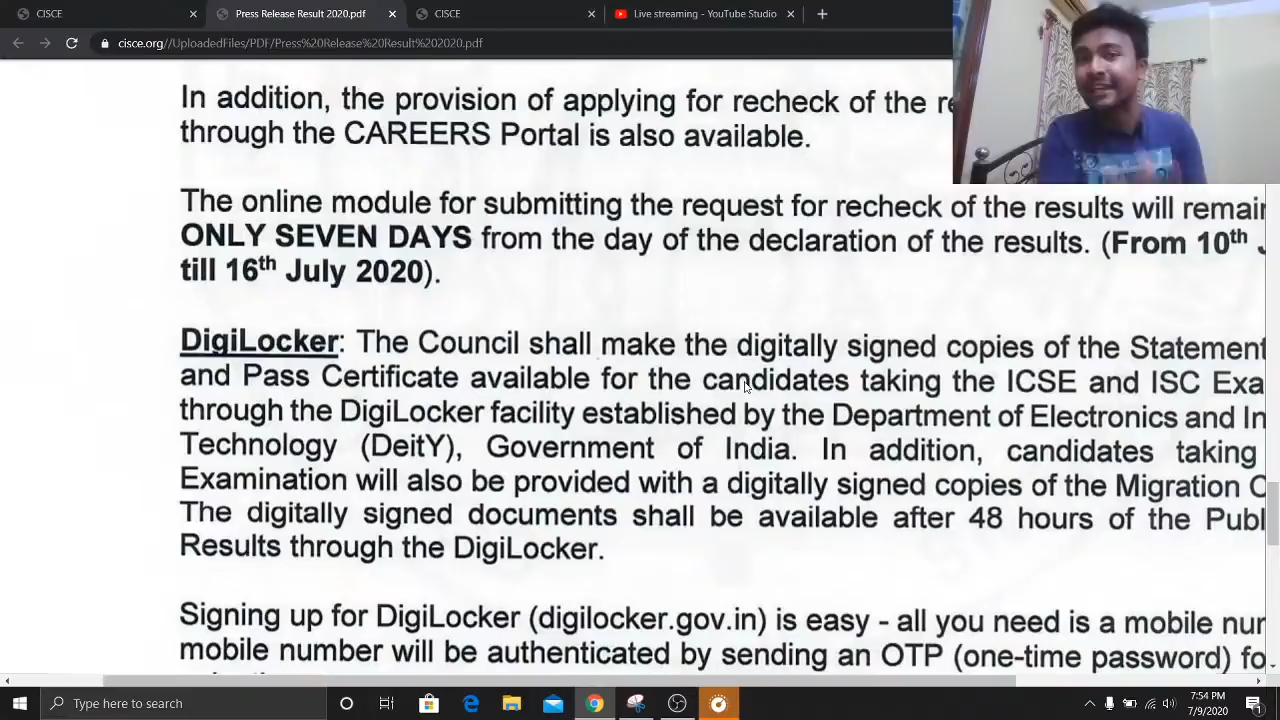 CISCE
Press Release Result 2020.pdf
CISCE
Live streaming - YouTube Studio
cisce.org//UploadedFiles/PDF/Press%20Release%20Result%202020.pdf
In addition, the provision of applying for recheck of the
through the CAREERS Portal is also available.
The online module for submitting the request for recheck of the results will remain
ONLY SEVEN DAYS from the day of the declaration of the results. (From 10th
till 16th July 2020).
DigiLocker: The Council shall make the digitally signed copies of the Statement
and Pass Certificate available for the candidates taking the ICSE and ISC Exa
through the DigiLocker facility established by the Department of Electronics and In
Technology (DeitY), Government of India. In addition, candidates taking
Examination will also be provided with a digitally signed copies of the Migration C
The digitally signed documents shall be available after 48 hours of the Publ
Results through the DigiLocker.
Signing up for DigiLocker (digilocker.gov.in) is easy - all you need is a mobile nu
mobile number will be authenticated by sending an OTP (one-time password) fo
Type here to search
7:54 PM
7/9/2020